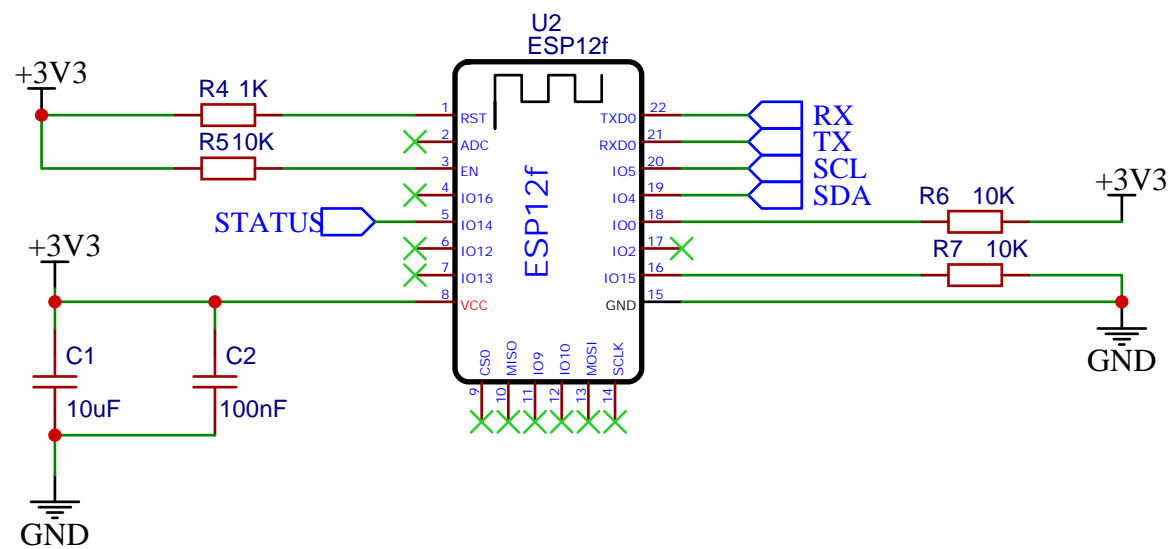 U2
ESP12f
+3V3
R4 1K
1
RST
R5 10K
2
ADC
3
EN
4
IO16
STATUS
5
IO14
6
IO12
7
IO13
+3V3
8
VCC
C1
10uF
C2
100nF
GND
ESP12f
22
TXD0
RX
21
RXD0
TX
20
IO5
SCL
19
IO4
SDA
18
IO0
R6 10K
+3V3
17
IO2
R7 10K
16
IO15
15
GND
GND
CS0
MISO
IO9
IO10
MOSI
SCLK
9
10
11
12
13
14